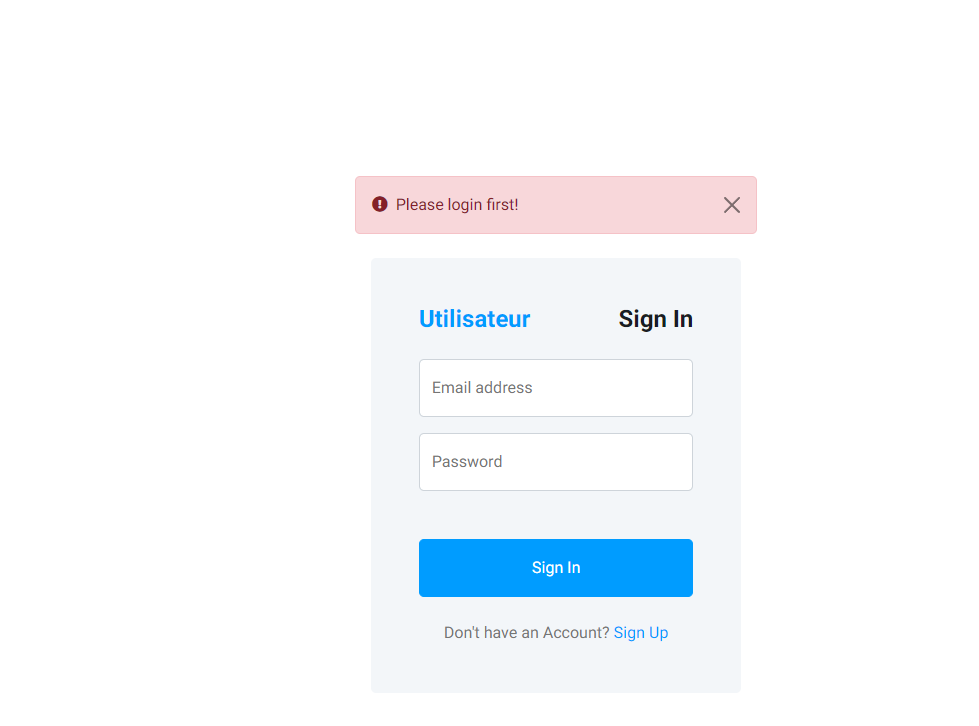 Please login first!
Utilisateur Sign In
Email address
Password
Sign In
Don't have an Account? Sign Up